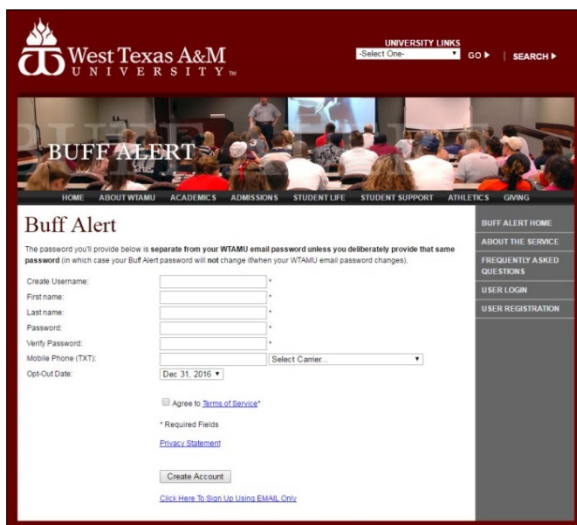 West Texas A&M
UNIVERSITY™
UNIVERSITY LINKS
-Select One-
GO
|
SEARCH
BUFF ALERT
HOME ABOUT WTAMU ACADEMICS ADMISSIONS STUDENT LIFE STUDENT SUPPORT ATHLETICS GIVING
Buff Alert
The password you'll provide below is separate from your WTAMU email password unless you deliberately provide that same
password (in which case your Buff Alert password will not change if/when your WTAMU email password changes).
Create Username: *
First name: *
Last name: *
Password: *
Verify Password: *
Mobile Phone (TXT): Select Carrier...
Opt-Out Date: Dec 31, 2016
Agree to Terms of Service*
* Required Fields
Privacy Statement
Create Account
Click Here To Sign Up Using EMAIL Only
BUFF ALERT HOME
ABOUT THE SERVICE
FREQUENTLY ASKED
QUESTIONS
USER LOGIN
USER REGISTRATION